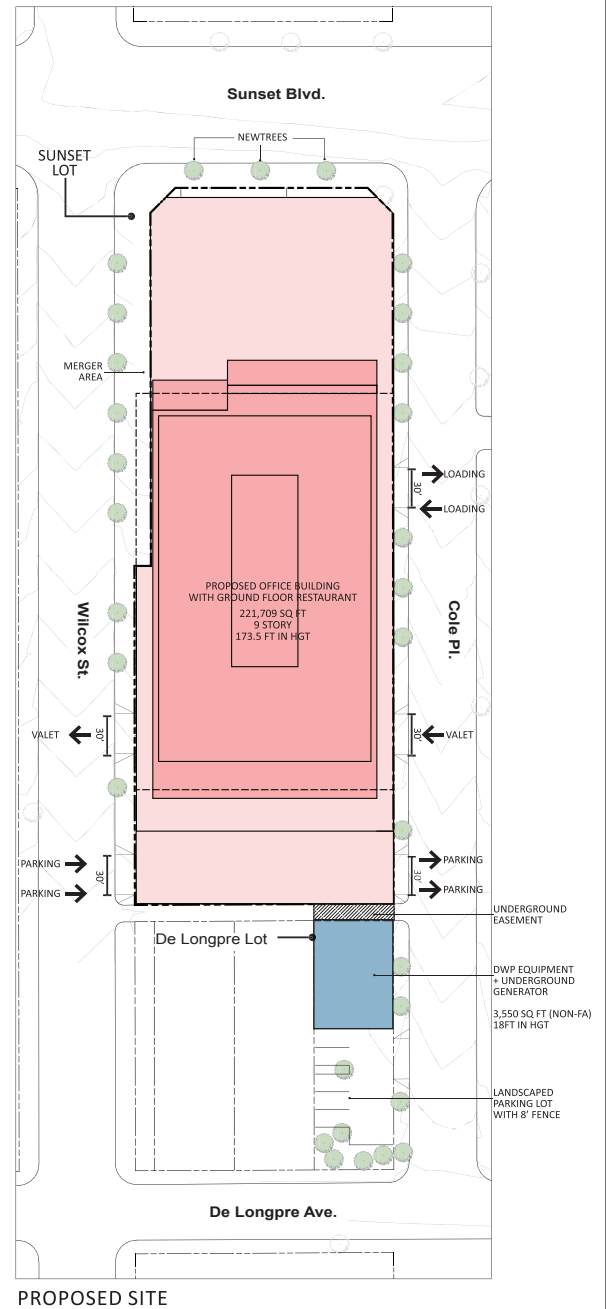 Sunset Blvd.
NEWTREES
SUNSET
LOT
MERGER
AREA
LOADING
30'
LOADING
PROPOSED OFFICE BUILDING
WITH GROUND FLOOR RESTAURANT
221,709 SQ FT
9 STORY
173.5 FT IN HGT
Wilcox St.
Cole Pl.
VALET
30'
30'
VALET
PARKING
PARKING
30'
30'
PARKING
PARKING
UNDERGROUND
EASEMENT
De Longpre Lot
DWP EQUIPMENT
+ UNDERGROUND
GENERATOR
3,550 SQ FT (NON-FA)
18FT IN HGT
LANDSCAPED
PARKING LOT
WITH 8' FENCE
De Longpre Ave.
PROPOSED SITE